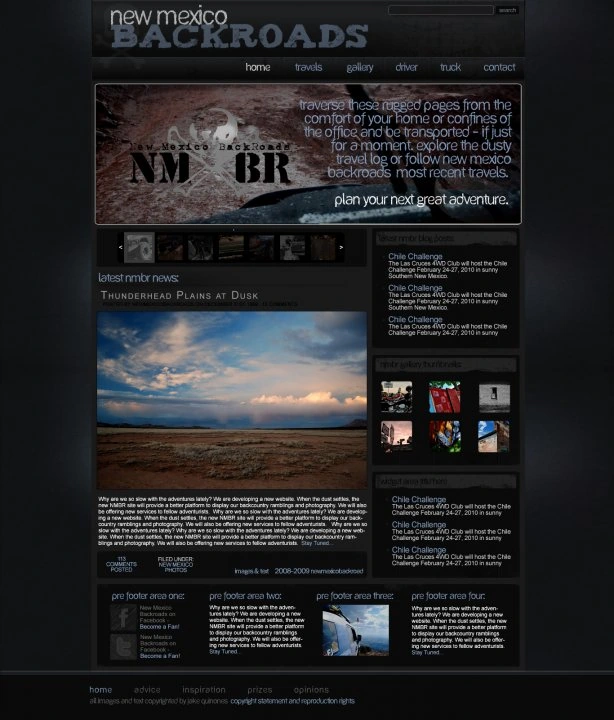 new mexico
BACKROADS
search
home travels gallery driver truck contact
traverse these rugged pages from the
comfort of your home or confines of
the office and be transported - if just
for a moment. explore the dusty
travel log or follow new mexico
backroads most recent travels.
plan your next great adventure.
New Mexico BackRoads
NM BR
< >
latest nmbr news:
Thunderhead Plains at Dusk
Why are we so slow with the adventures lately? We are developing a new website. When the dust settles, the
new NMBR site will provide a better platform to display our backcountry ramblings and photography. We will also
be offering new services to fellow adventurists. Why are we so slow with the adventures lately? We are develop-
ing a new website. When the dust settles, the new NMBR site will provide a better platform to display our back-
country ramblings and photography. We will also be offering new services to fellow adventurists. Why are we so
slow with the adventures lately? Why are we so slow with the adventures lately? We are developing a new web-
site. When the dust settles, the new NMBR site will provide a better platform to display our backcountry ram-
blings and photography. We will also be offering new services to fellow adventurists. Stay Tuned...
113
COMMENTS
POSTED
FILED UNDER:
NEW MEXICO
PHOTOS
images & text 2008-2009 newmexicobackroad
latest nmbr blog posts:
Chile Challenge
The Las Cruces 4WD Club will host the Chile
Challenge February 24-27, 2010 in sunny
Southern New Mexico.
Chile Challenge
The Las Cruces 4WD Club will host the Chile
Challenge February 24-27, 2010 in sunny
Southern New Mexico.
Chile Challenge
The Las Cruces 4WD Club will host the Chile
Challenge February 24-27, 2010 in sunny
nmbr gallery thumbnails:
widget area title here
Chile Challenge
The Las Cruces 4WD Club will host the Chile
Challenge February 24-27, 2010 in sunny
Chile Challenge
The Las Cruces 4WD Club will host the Chile
Challenge February 24-27, 2010 in sunny
Chile Challenge
The Las Cruces 4WD Club will host the Chile
Challenge February 24-27, 2010 in sunny
pre footer area one:
New Mexico
Backroads on
Facebook -
Become a Fan!
New Mexico
Backroads on
Facebook -
Become a Fan!
pre footer area two:
Why are we so slow with the adven-
tures lately? We are developing a new
website. When the dust settles, the new
NMBR site will provide a better platform
to display our backcountry ramblings
and photography. We will also be offer-
ing new services to fellow adventurists.
Stay Tuned...
pre footer area three:
pre footer area four:
Why are we so slow with the adven-
tures lately? We are developing a new
website. When the dust settles, the new
NMBR site will provide a better platform
to display our backcountry ramblings
and photography. We will also be offer-
ing new services to fellow adventurists.
Stay Tuned...
home advice inspiration prizes opinions
all images and text copyrighted by jake quinones. copyright statement and reproduction rights